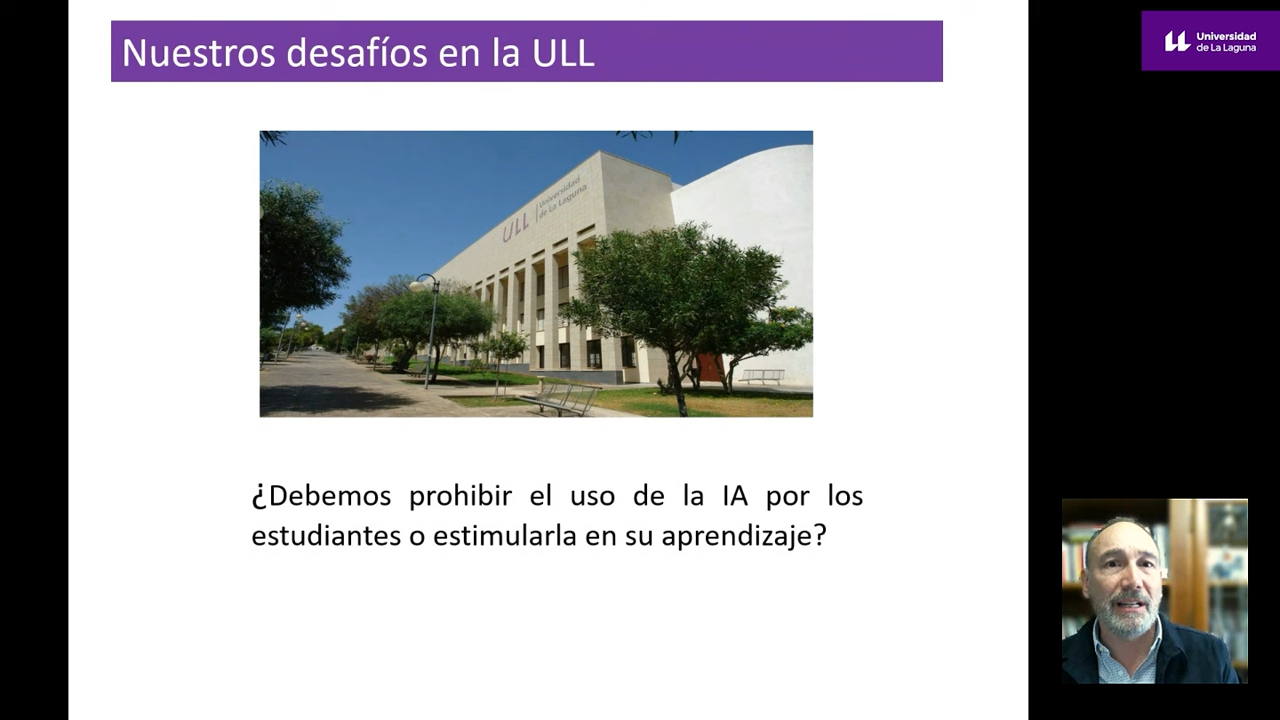 Nuestros desafíos en la ULL
Universidad
de La Laguna
ULL
Universidad
de La Laguna
¿Debemos prohibir el uso de la IA por los
estudiantes o estimularla en su aprendizaje?